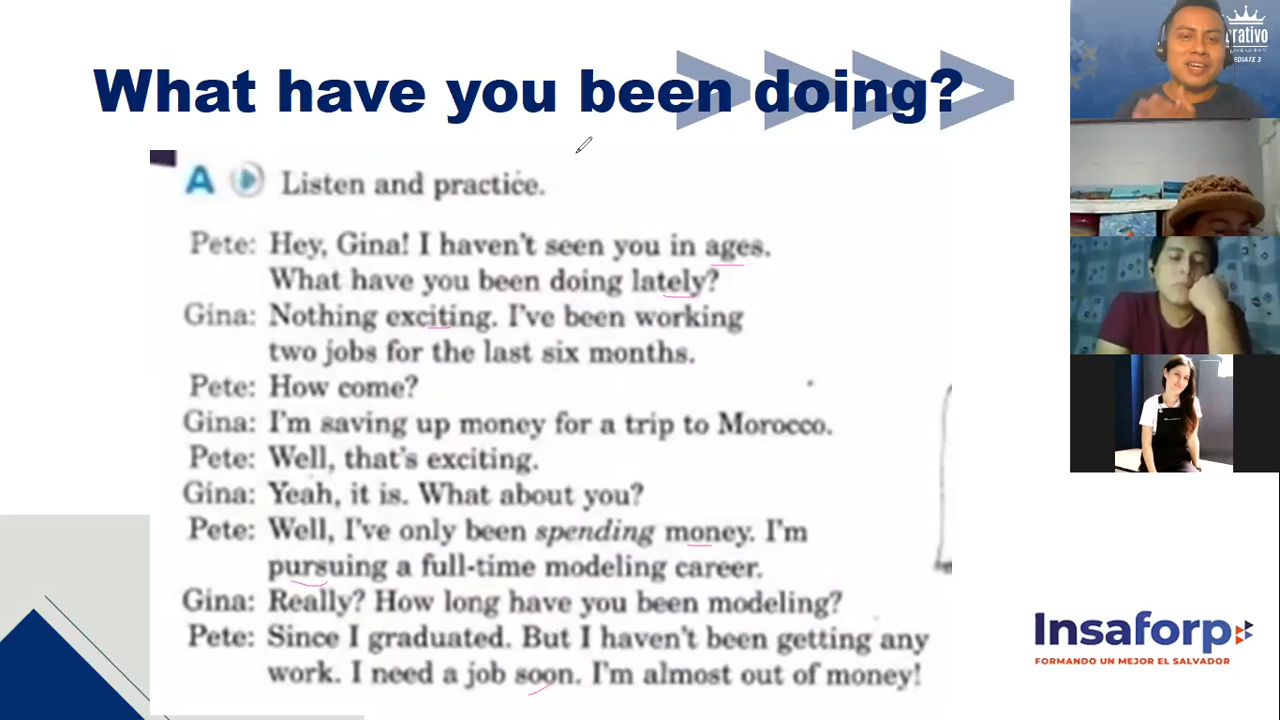 What have you been doing?
rativo
EDIATE 3
A Listen and practice.
Pete: Hey, Gina! I haven't seen you in ages.
What have you been doing lately?
Gina: Nothing exciting. I've been working
two jobs for the last six months.
Pete: How come?
Gina: I'm saving up money for a trip to Morocco.
Pete: Well, that's exciting.
Gina: Yeah, it is. What about you?
Pete: Well, I've only been spending money. I'm
pursuing a full-time modeling career.
Gina: Really? How long have you been modeling?
Pete: Since I graduated. But I haven't been getting any
work. I need a job soon. I'm almost out of money!
Insaforp
FORMANDO UN MEJOR EL SALVADOR